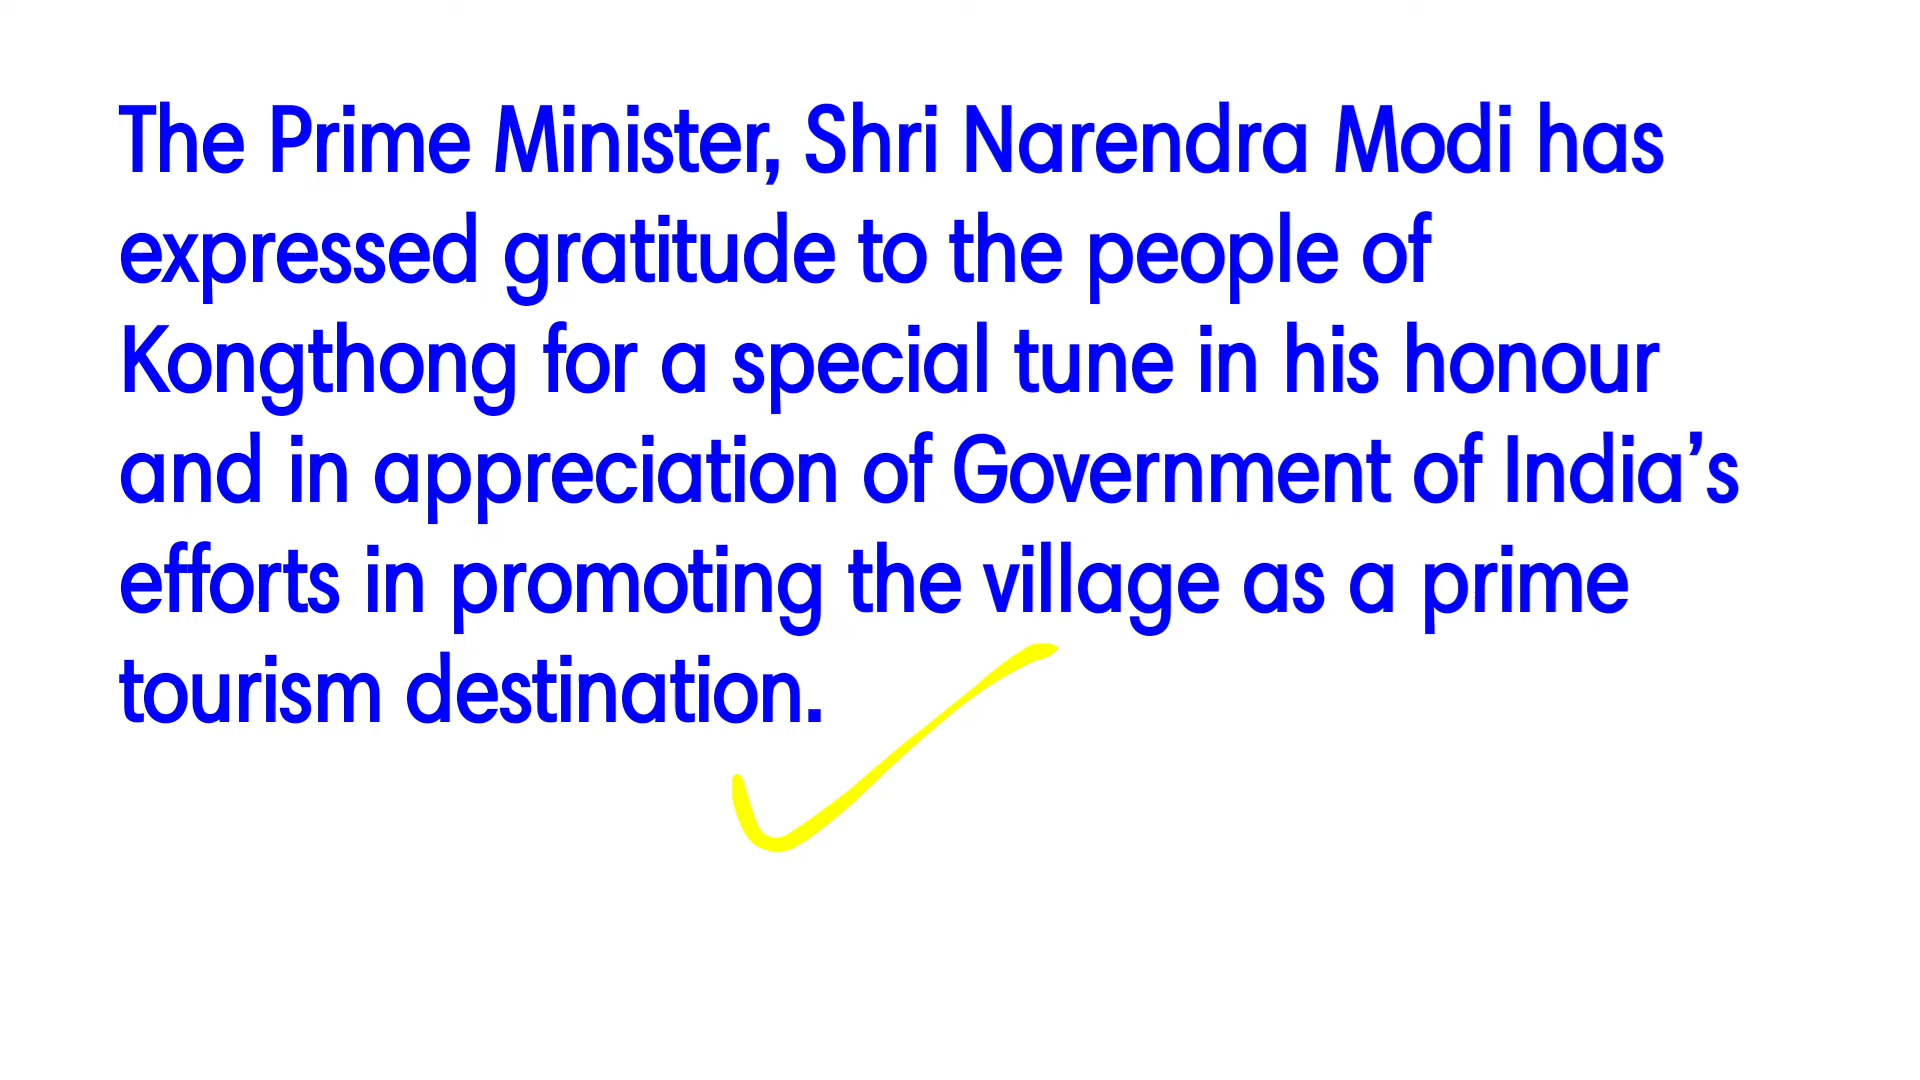 The Prime Minister, Shri Narendra Modi has
expressed gratitude to the people of
Kongthong for a special tune in his honour
and in appreciation of Government of India’s
efforts in promoting the village as a prime
tourism destination.